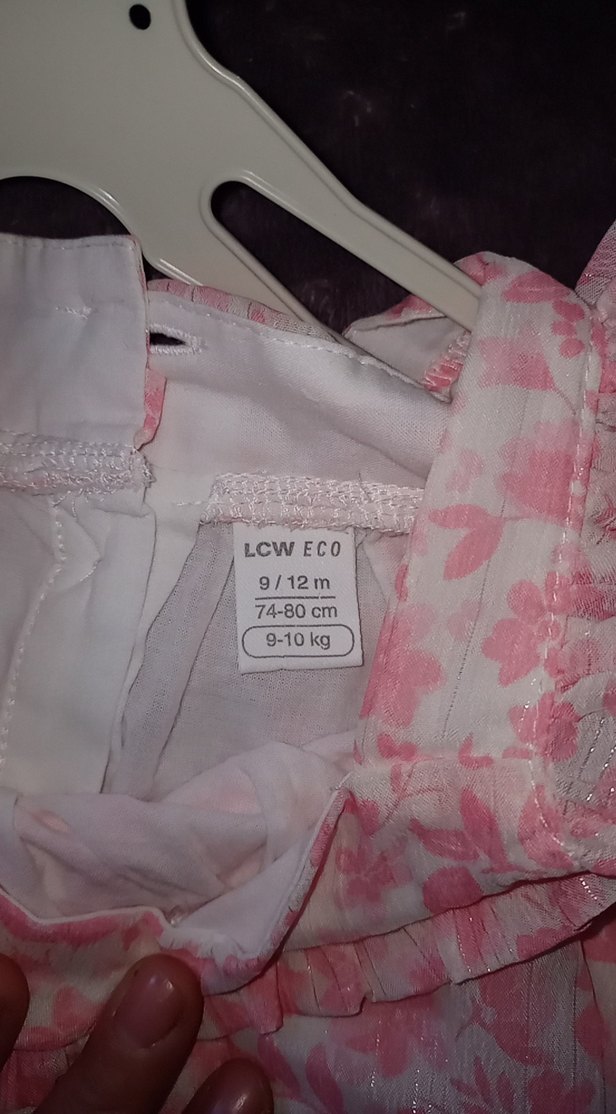 LCW ECO
9 / 12 m
74-80 cm
9-10 kg